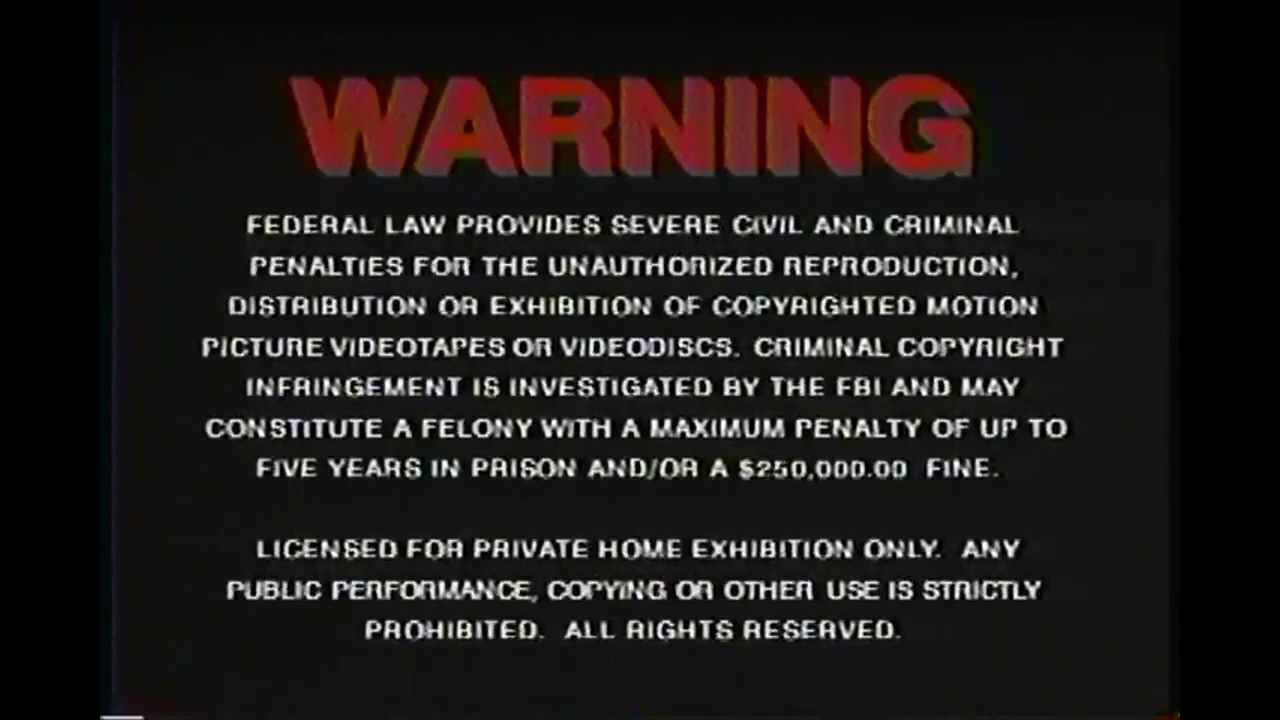 WARNING
FEDERAL LAW PROVIDES SEVERE CIVIL AND CRIMINAL
PENALTIES FOR THE UNAUTHORIZED REPRODUCTION,
DISTRIBUTION OR EXHIBITION OF COPYRIGHTED MOTION
PICTURE VIDEOTAPES OR VIDEODISCS. CRIMINAL COPYRIGHT
INFRINGEMENT IS INVESTIGATED BY THE FBI AND MAY
CONSTITUTE A FELONY WITH A MAXIMUM PENALTY OF UP TO
FIVE YEARS IN PRISON AND/OR A $250,000.00 FINE.
LICENSED FOR PRIVATE HOME EXHIBITION ONLY. ANY
PUBLIC PERFORMANCE, COPYING OR OTHER USE IS STRICTLY
PROHIBITED. ALL RIGHTS RESERVED.